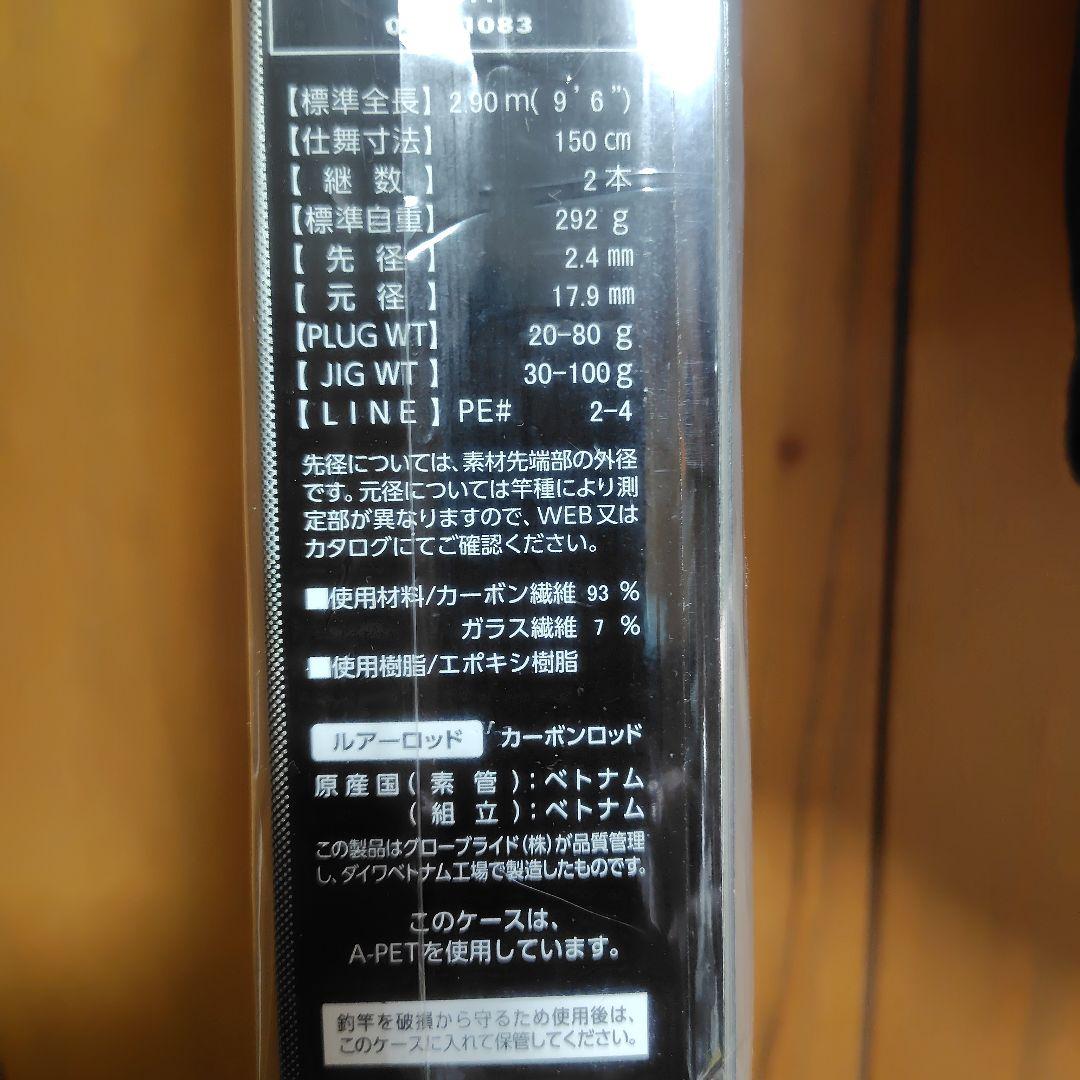 1083
【標準全長】 2.90m( 9'6")
【仕舞寸法】 150㎝
【継数】 2本
【標準自重】 292g
【先径】 2.4㎜
【元径】 17.9㎜
【PLUG WT】 20-80g
【JIG WT】 30-100g
【LINE】PE# 2-4
先径については、素材先端部の外径
です。元径については竿種により測
定部が異なりますので、WEB又は
カタログにてご確認ください。
■使用材料/カーボン繊維 93 %
ガラス繊維 7 %
■使用樹脂/エポキシ樹脂
ルアーロッド カーボンロッド
原産国(素管):ベトナム
(組立):ベトナム
この製品はグローブライド(株)が品質管理
し、ダイワベトナム工場で製造したものです。
このケースは、
A-PETを使用しています。
釣竿を破損から守るため使用後は、
このケースに入れて保管してください。